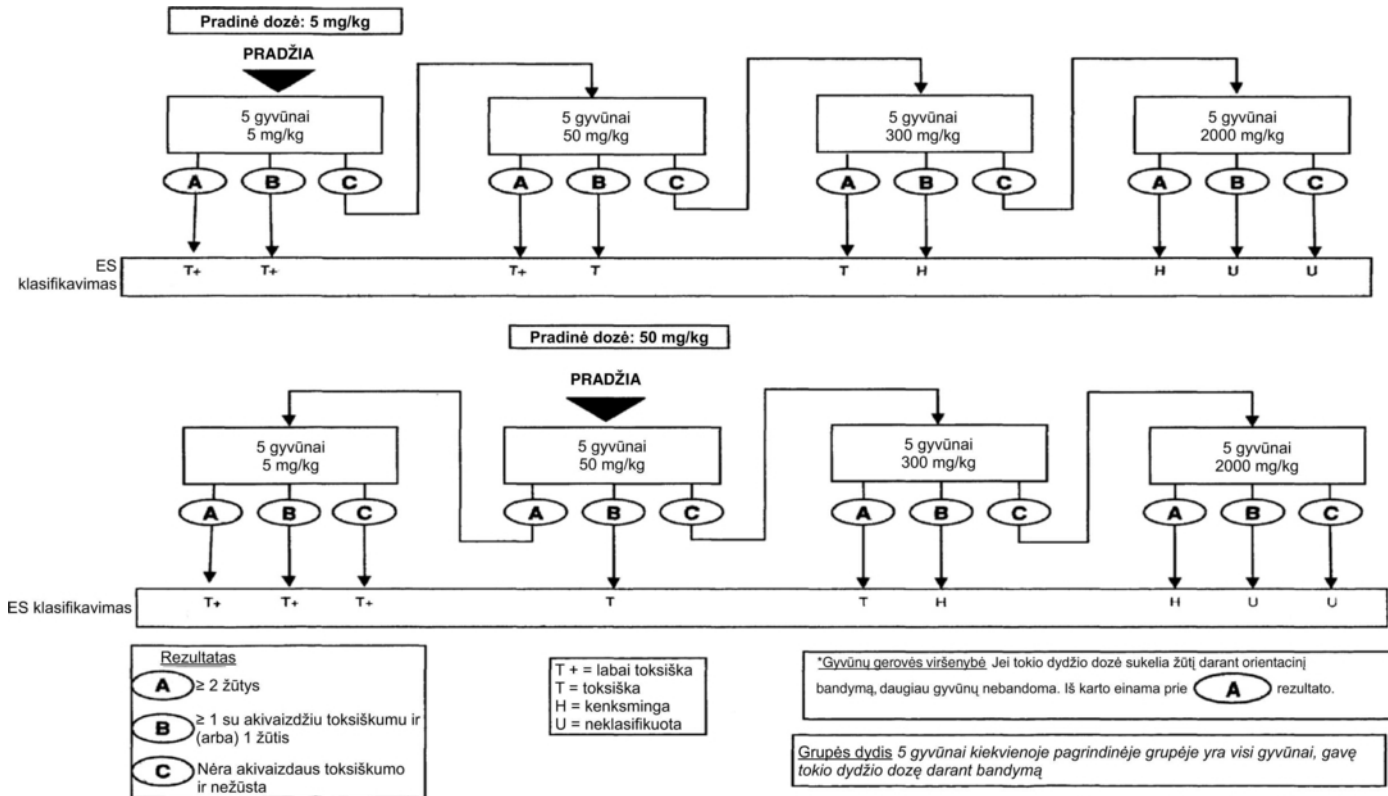 Pradinė dozė: 5 mg/kg
PRADŽIA
5 gyvūnai
5 mg/kg
5 gyvūnai
50 mg/kg
5 gyvūnai
300 mg/kg
5 gyvūnai
2000 mg/kg
A B C A B C A B C A B C
ES
klasifikavimas
T+ T+ T+ T T H H U U
Pradinė dozė: 50 mg/kg
PRADŽIA
5 gyvūnai
5 mg/kg
5 gyvūnai
50 mg/kg
5 gyvūnai
300 mg/kg
5 gyvūnai
2000 mg/kg
A B C A B C A B C A B C
ES klasifikavimas
T+ T+ T+ T T H H U U
Rezultatas
A ≥ 2 žūtys
B ≥ 1 su akivaizdžiu toksiškumu ir
(arba) 1 žūtis
C Nėra akivaizdaus toksiškumo
ir nežūsta
T + = labai toksiška
T = toksiška
H = kenksminga
U = neklasifikuota
*Gyvūnų gerovės viršenybė Jei tokio dydžio dozė sukelia žūtį darant orientacinį
bandymą, daugiau gyvūnų nebandoma. Iš karto einama prie A rezultato.
Grupės dydis 5 gyvūnai kiekvienoje pagrindinėje grupėje yra visi gyvūnai, gavę
tokio dydžio dozę darant bandymą